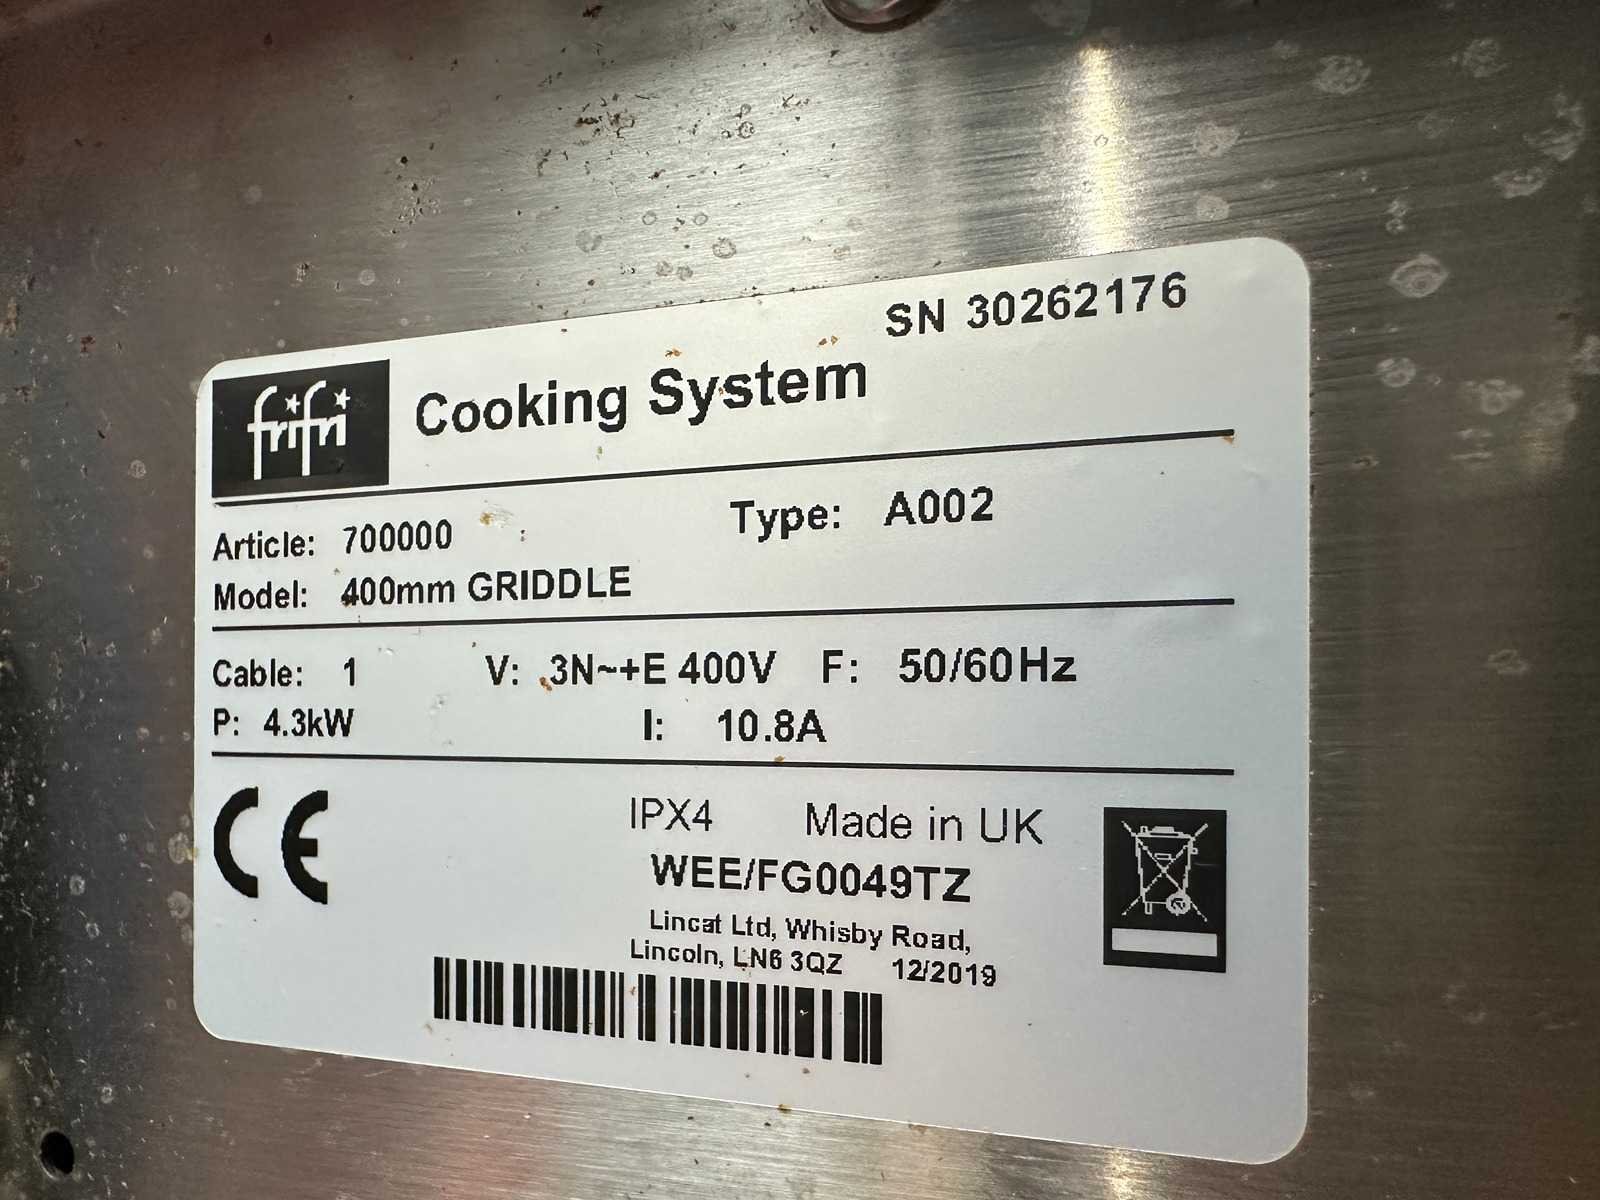 SN 30262176
frifri Cooking System
Article: 700000 Type: A002
Model: 400mm GRIDDLE
Cable: 1 V: 3N~+E 400V F: 50/60Hz
P: 4.3kW I: 10.8A
CE IPX4 Made in UK
WEE/FG0049TZ
Lincat Ltd, Whisby Road,
Lincoln, LN6 3QZ 12/2019